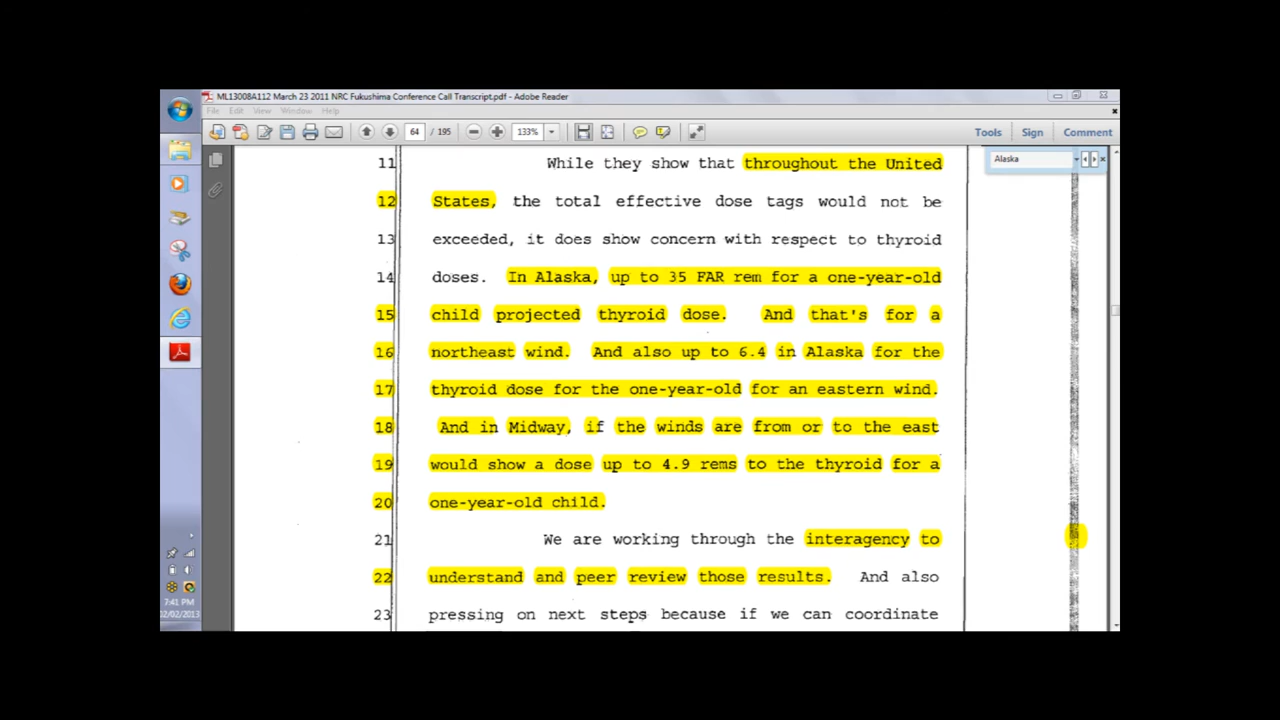 ML13008A112 March 23 2011 NRC Fukushima Conference Call Transcript.pdf - Adobe Reader
File Edit View Window Help
64 / 195 133% Tools Sign Comment
Alaska
11 While they show that throughout the United
12 States, the total effective dose tags would not be
13 exceeded, it does show concern with respect to thyroid
14 doses. In Alaska, up to 35 FAR rem for a one-year-old
15 child projected thyroid dose. And that's for a
16 northeast wind. And also up to 6.4 in Alaska for the
17 thyroid dose for the one-year-old for an eastern wind.
18 And in Midway, if the winds are from or to the east
19 would show a dose up to 4.9 rems to the thyroid for a
20 one-year-old child.
21 We are working through the interagency to
22 understand and peer review those results. And also
23 pressing on next steps because if we can coordinate
7:41 PM
02/02/2013